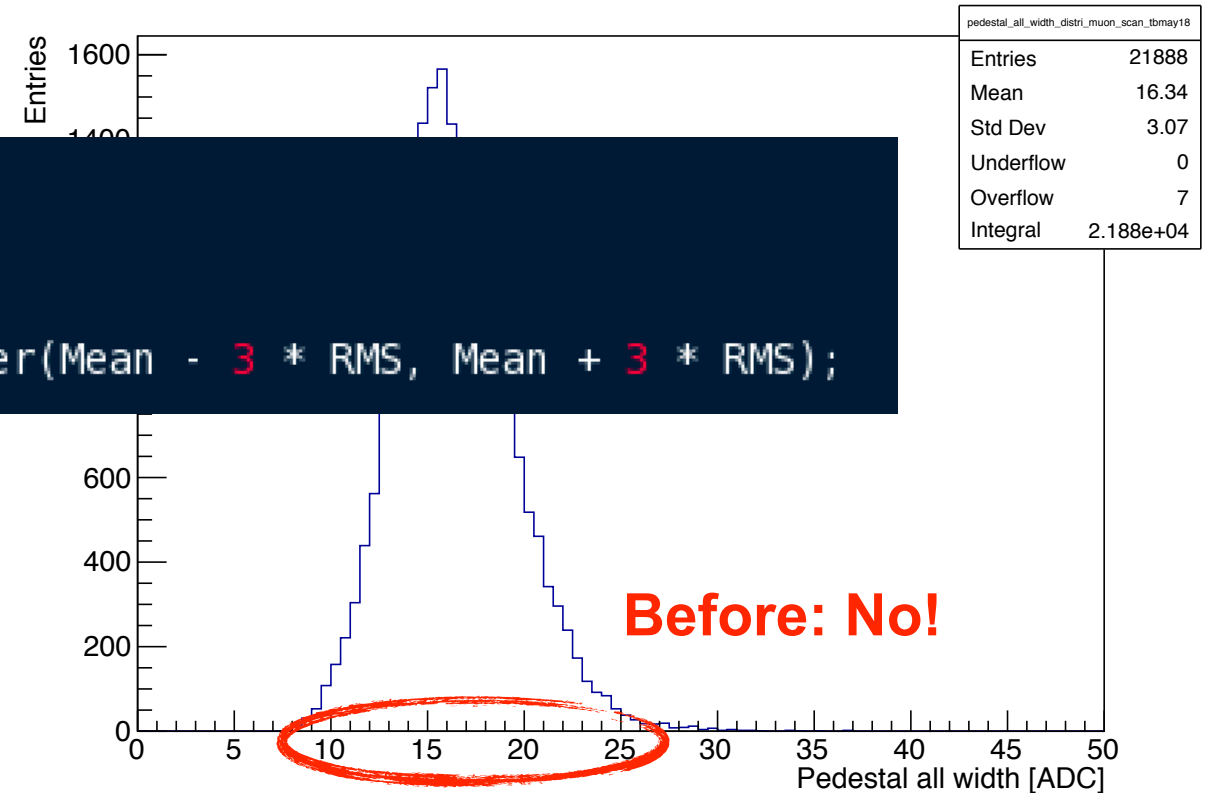 pedestal_all_width_distri_muon_scan_tbmay18
Entries 21888
Mean 16.34
Std Dev 3.07
Underflow 0
Overflow 7
Integral 2.188e+04
Entries
1600
1400
er(Mean - 3 * RMS, Mean + 3 * RMS);
600
400
Before: No!
200
0
0 5 10 15 20 25 30 35 40 45 50
Pedestal all width [ADC]